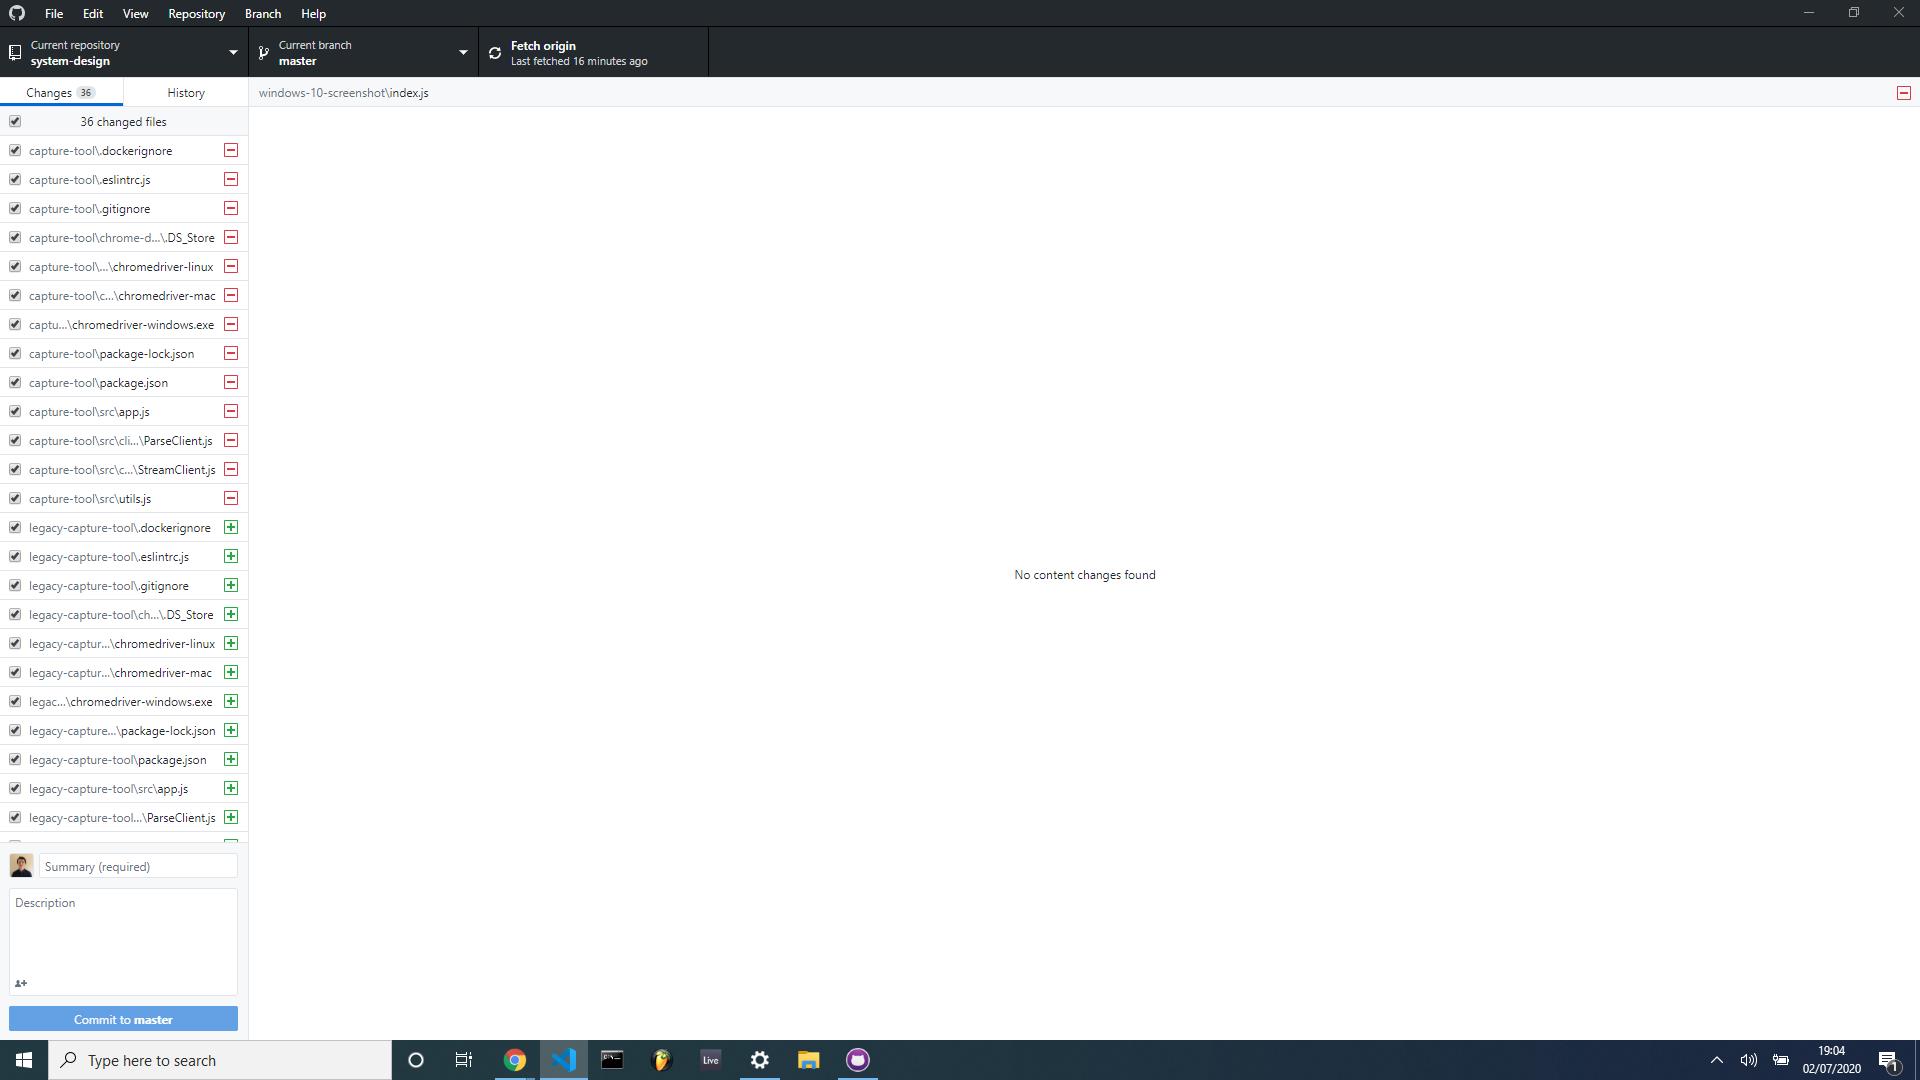 File Edit View Repository Branch Help
Current repository
system-design
Current branch
master
Fetch origin
Last fetched 16 minutes ago
Changes 36
History
windows-10-screenshot\index.js
36 changed files
capture-tool\.dockerignore
capture-tool\.eslintrc.js
capture-tool\.gitignore
capture-tool\chrome-d...\.DS_Store
capture-tool\...\chromedriver-linux
capture-tool\c...\chromedriver-mac
captu...\chromedriver-windows.exe
capture-tool\package-lock.json
capture-tool\package.json
capture-tool\src\app.js
capture-tool\src\cli...\ParseClient.js
capture-tool\src\c...\StreamClient.js
capture-tool\src\utils.js
legacy-capture-tool\.dockerignore
legacy-capture-tool\.eslintrc.js
legacy-capture-tool\.gitignore
legacy-capture-tool\ch...\.DS_Store
legacy-captur...\chromedriver-linux
legacy-captur...\chromedriver-mac
legac...\chromedriver-windows.exe
legacy-capture...\package-lock.json
legacy-capture-tool\package.json
legacy-capture-tool\src\app.js
legacy-capture-tool...\ParseClient.js
No content changes found
Summary (required)
Description
Commit to master
Type here to search
Live
19:04
02/07/2020
1